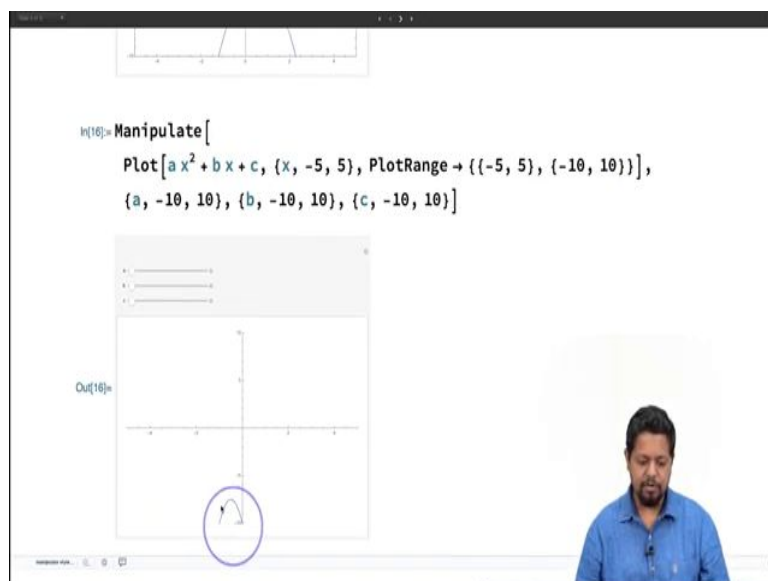 In[16]:= Manipulate[
Plot[a x² + b x + c, {x, -5, 5}, PlotRange → {{-5, 5}, {-10, 10}}],
{a, -10, 10}, {b, -10, 10}, {c, -10, 10}]
Out[16]=